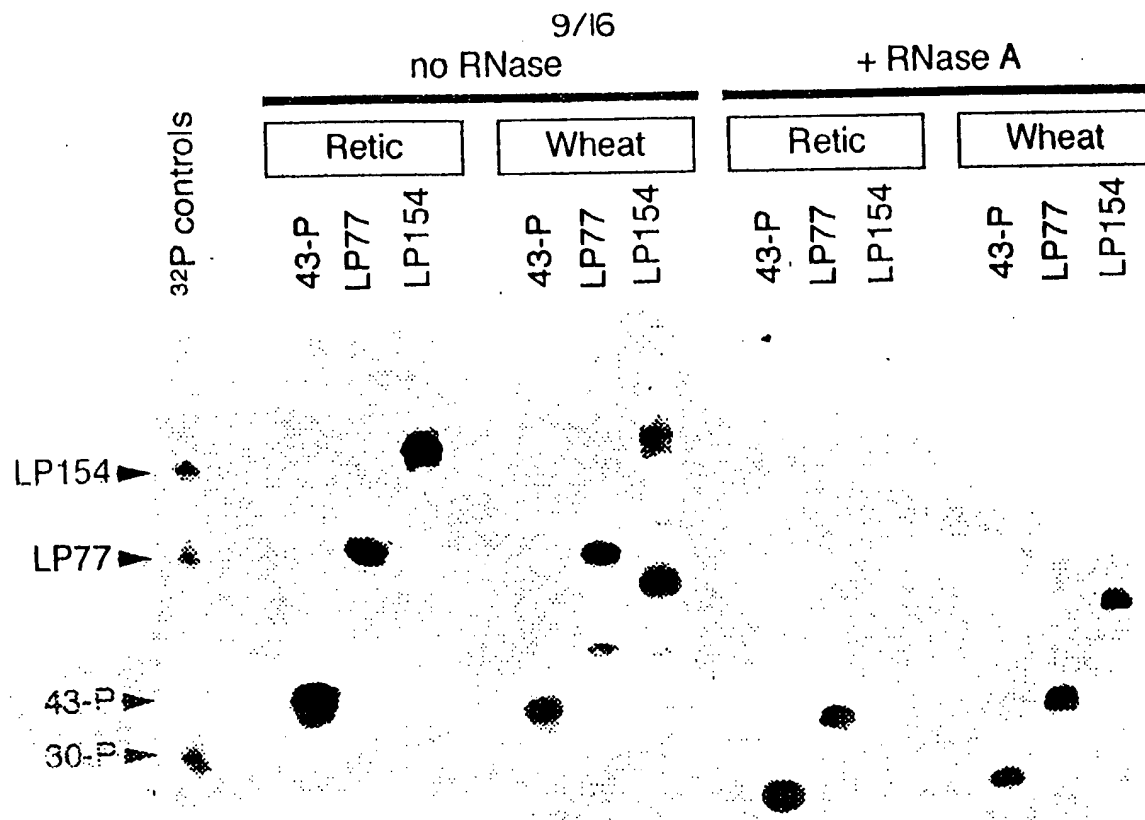 9/16
no RNase
+ RNase A
Retic
Wheat
Retic
Wheat
32P controls
43-P
LP77
LP154
43-P
LP77
LP154
43-P
LP77
LP154
43-P
LP77
LP154
LP154
LP77
43-P
30-P